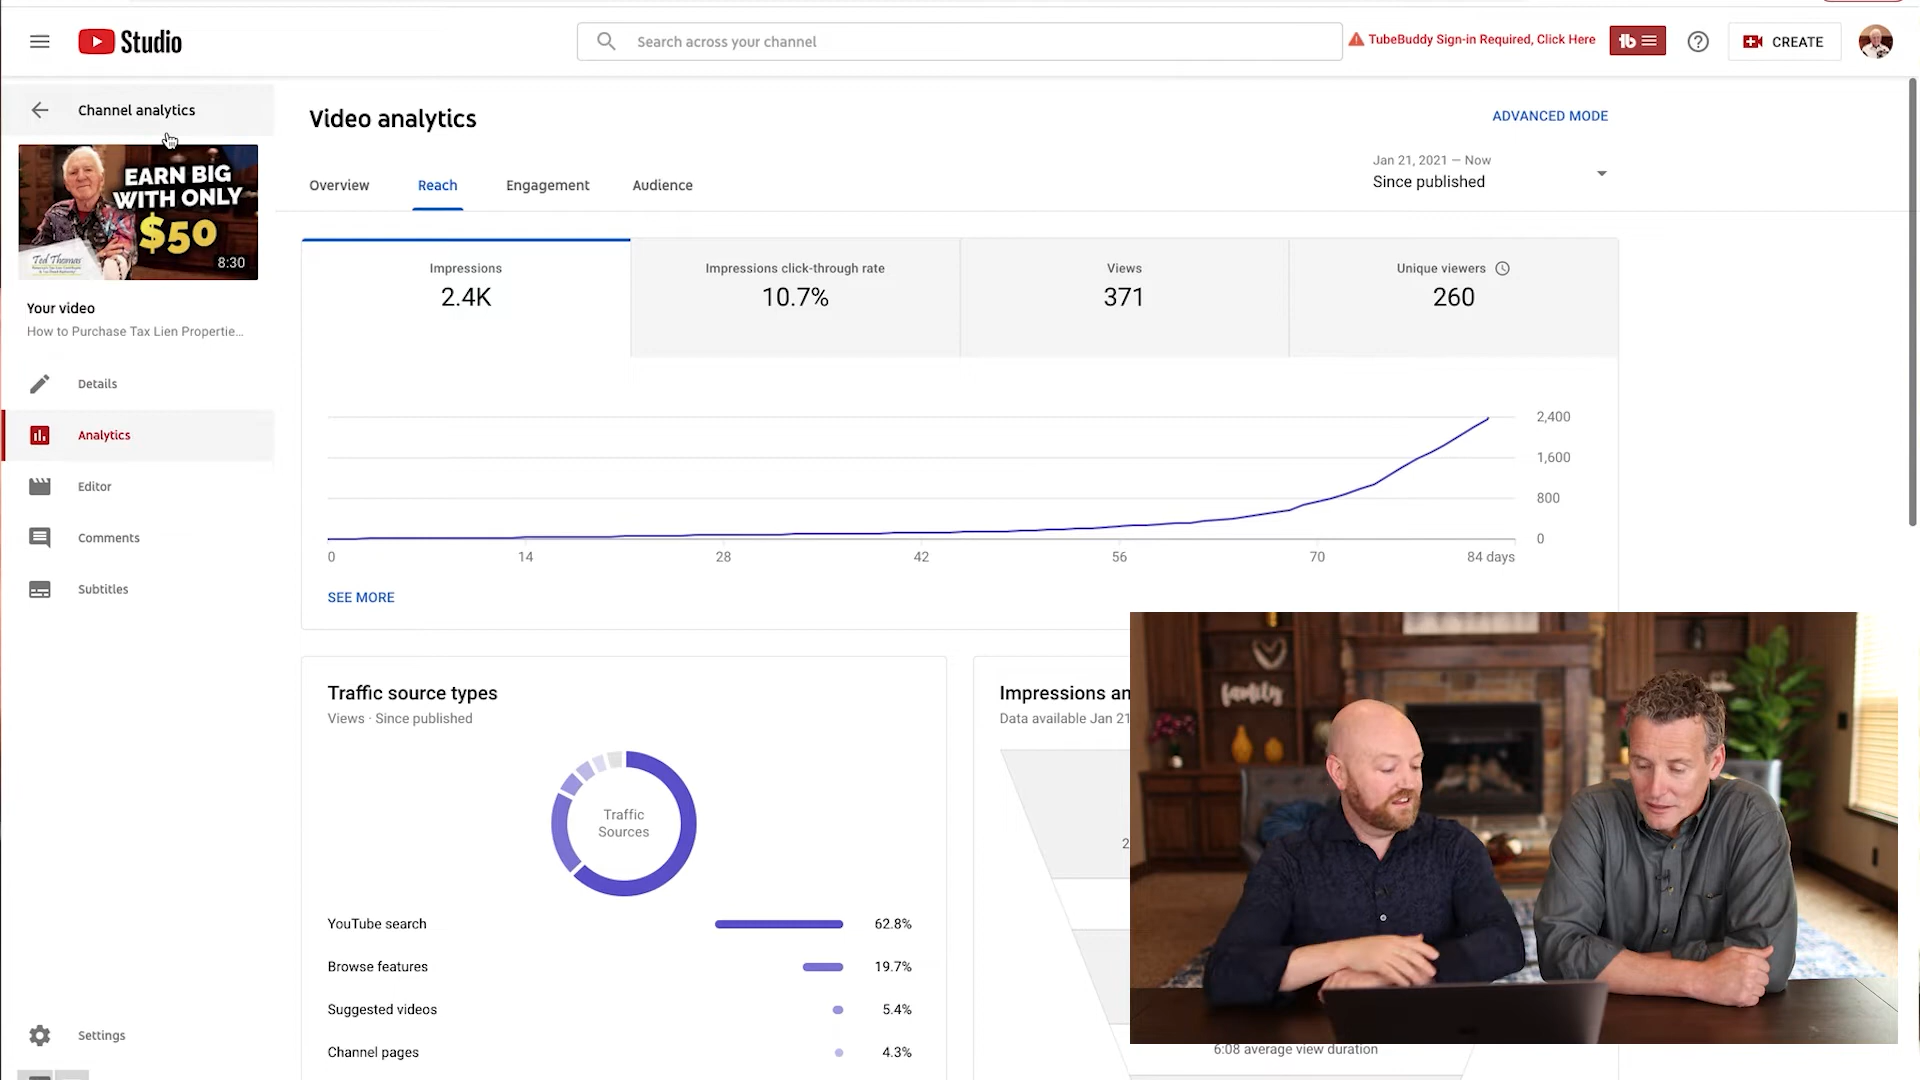 Studio
Search across your channel
TubeBuddy Sign-in Required, Click Here
tb
CREATE
Channel analytics
EARN BIG
WITH ONLY
$50
Ted Thomas
8:30
Your video
How to Purchase Tax Lien Propertie...
Details
Analytics
Editor
Comments
Subtitles
Settings
Video analytics
ADVANCED MODE
Overview
Reach
Engagement
Audience
Jan 21, 2021 – Now
Since published
Impressions
2.4K
Impressions click-through rate
10.7%
Views
371
Unique viewers
260
2,400
1,600
800
0
0
14
28
42
56
70
84 days
SEE MORE
Traffic source types
Views · Since published
Traffic
Sources
YouTube search
62.8%
Browse features
19.7%
Suggested videos
5.4%
Channel pages
4.3%
Impressions an
Data available Jan 21
2
family
6:08 average view duration